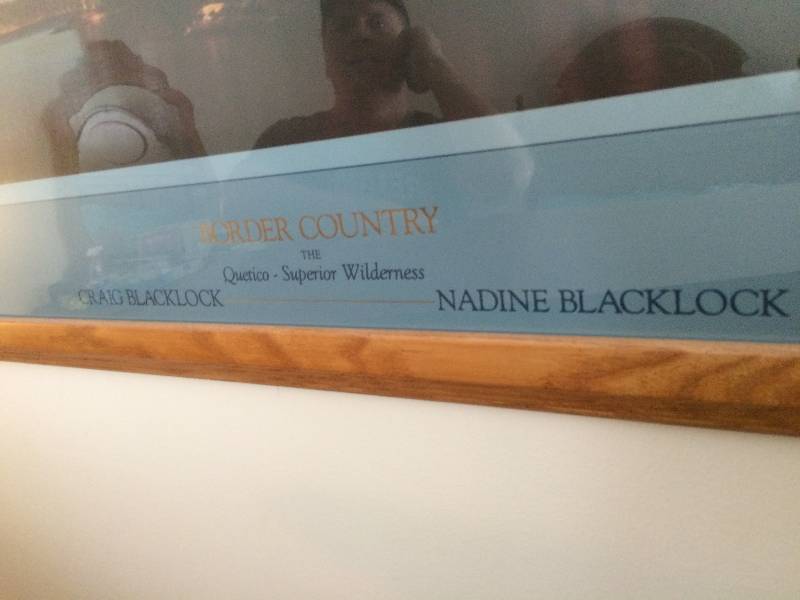 BORDER COUNTRY
THE
Quetico - Superior Wilderness
CRAIG BLACKLOCK NADINE BLACKLOCK